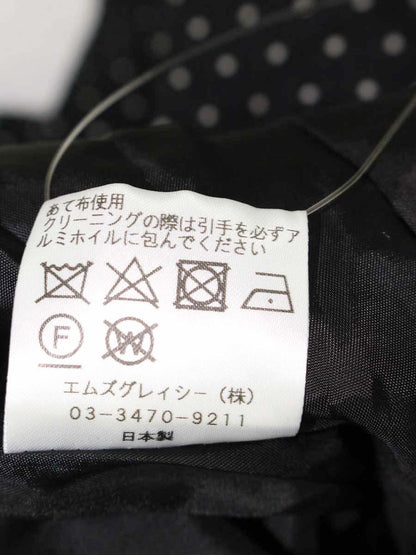 あて布使用
クリーニングの際は引手を必ずア
ルミホイルに包んでください
F W
エムズグレイシー(株)
03-3470-9211
日本製